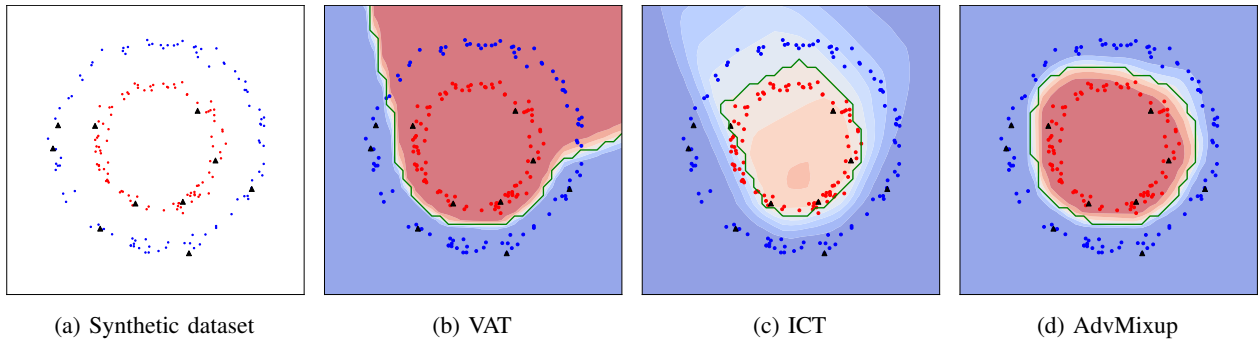 (a) Synthetic dataset
(b) VAT
(c) ICT
(d) AdvMixup